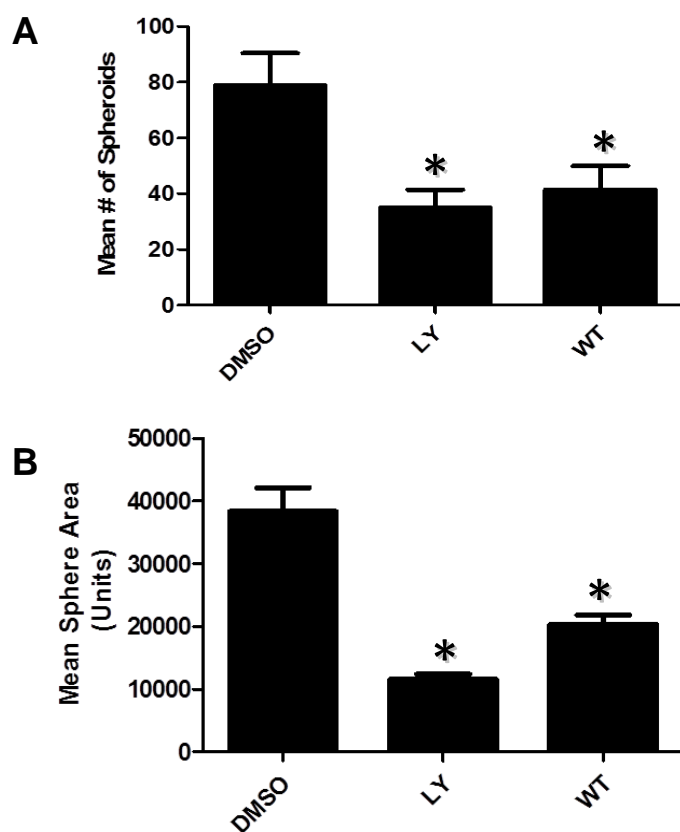 A
Mean # of Spheroids
80
60
40
20
0
*
*
DMSO
LY
WT
B
Mean Sphere Area
(Units)
50000
40000
30000
20000
10000
0
*
*
DMSO
LY
WT